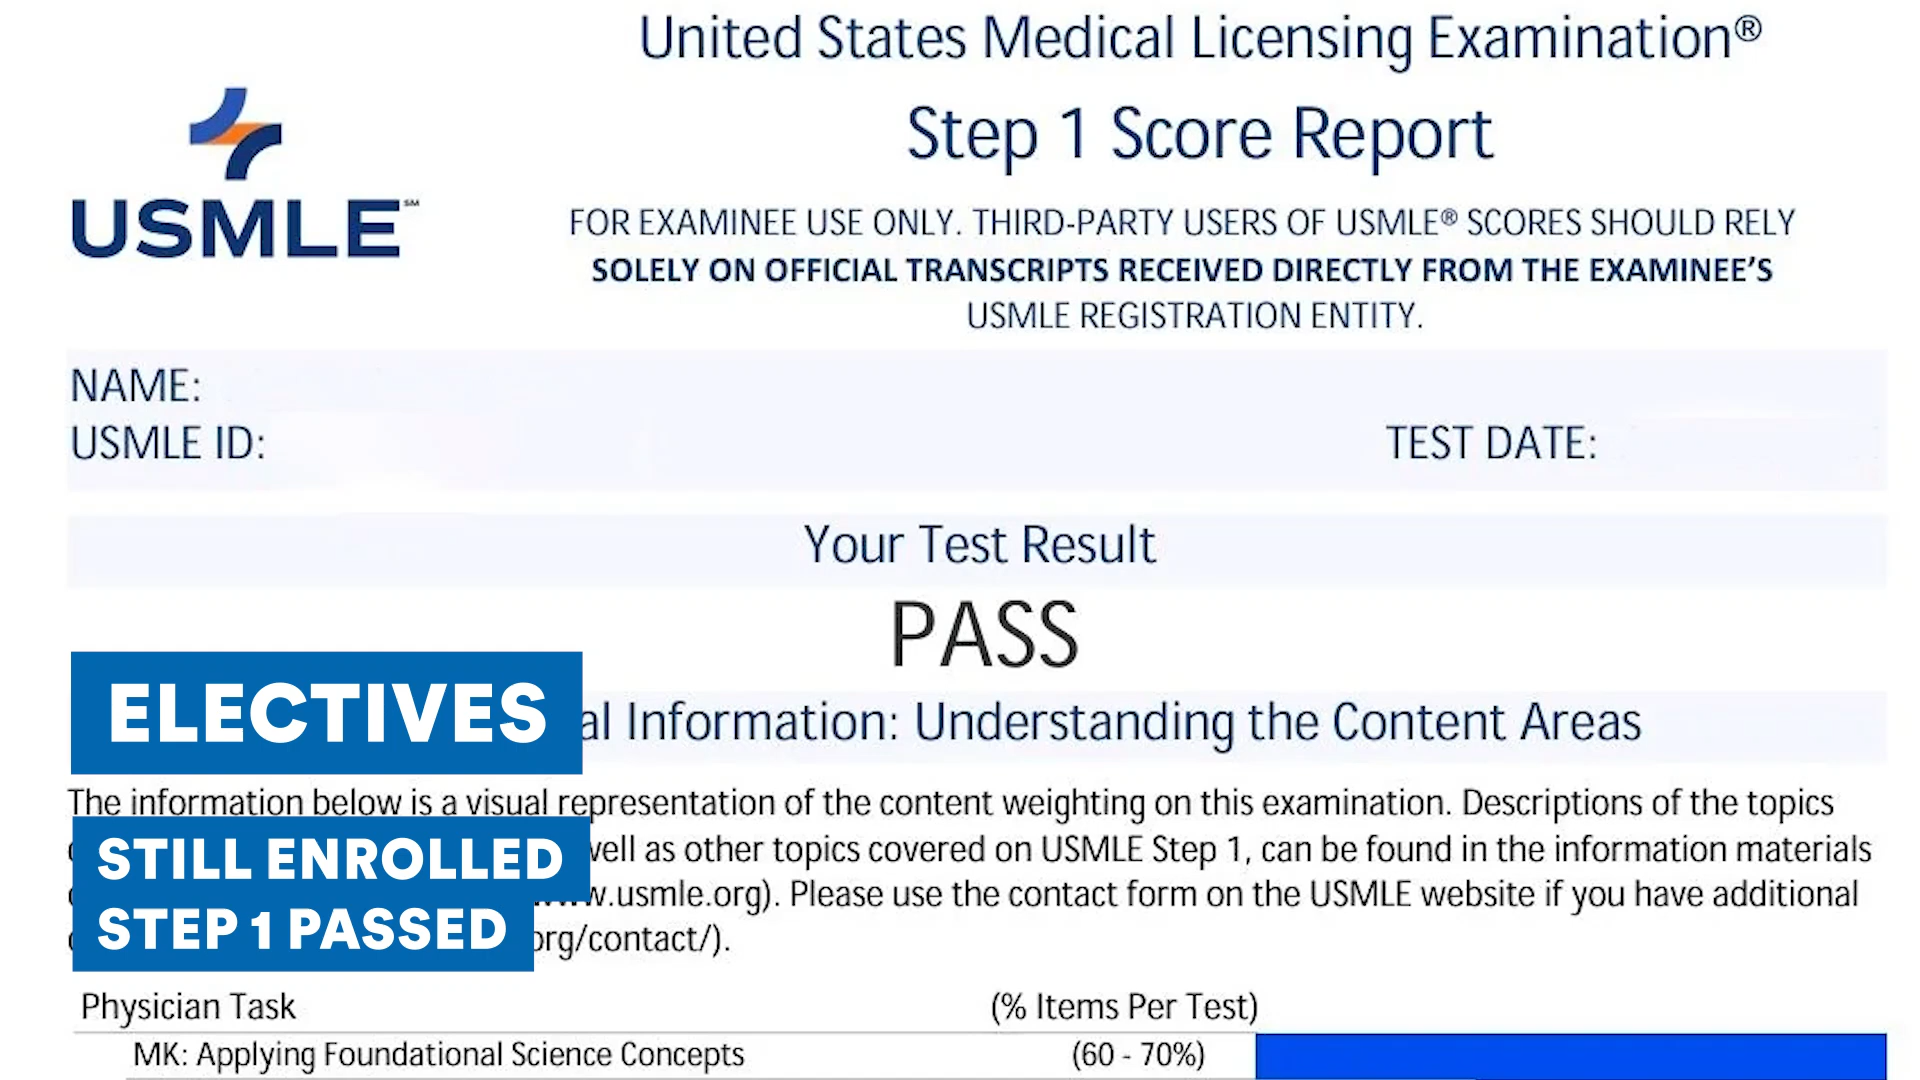 United States Medical Licensing Examination®
Step 1 Score Report
USMLE℠
FOR EXAMINEE USE ONLY. THIRD-PARTY USERS OF USMLE® SCORES SHOULD RELY
SOLELY ON OFFICIAL TRANSCRIPTS RECEIVED DIRECTLY FROM THE EXAMINEE’S
USMLE REGISTRATION ENTITY.
NAME:
USMLE ID:
TEST DATE:
Your Test Result
PASS
ELECTIVES
al Information: Understanding the Content Areas
The information below is a visual representation of the content weighting on this examination. Descriptions of the topics
STILL ENROLLED
well as other topics covered on USMLE Step 1, can be found in the information materials
w.usmle.org). Please use the contact form on the USMLE website if you have additional
STEP 1 PASSED
org/contact/).
Physician Task
(% Items Per Test)
MK: Applying Foundational Science Concepts
(60 - 70%)